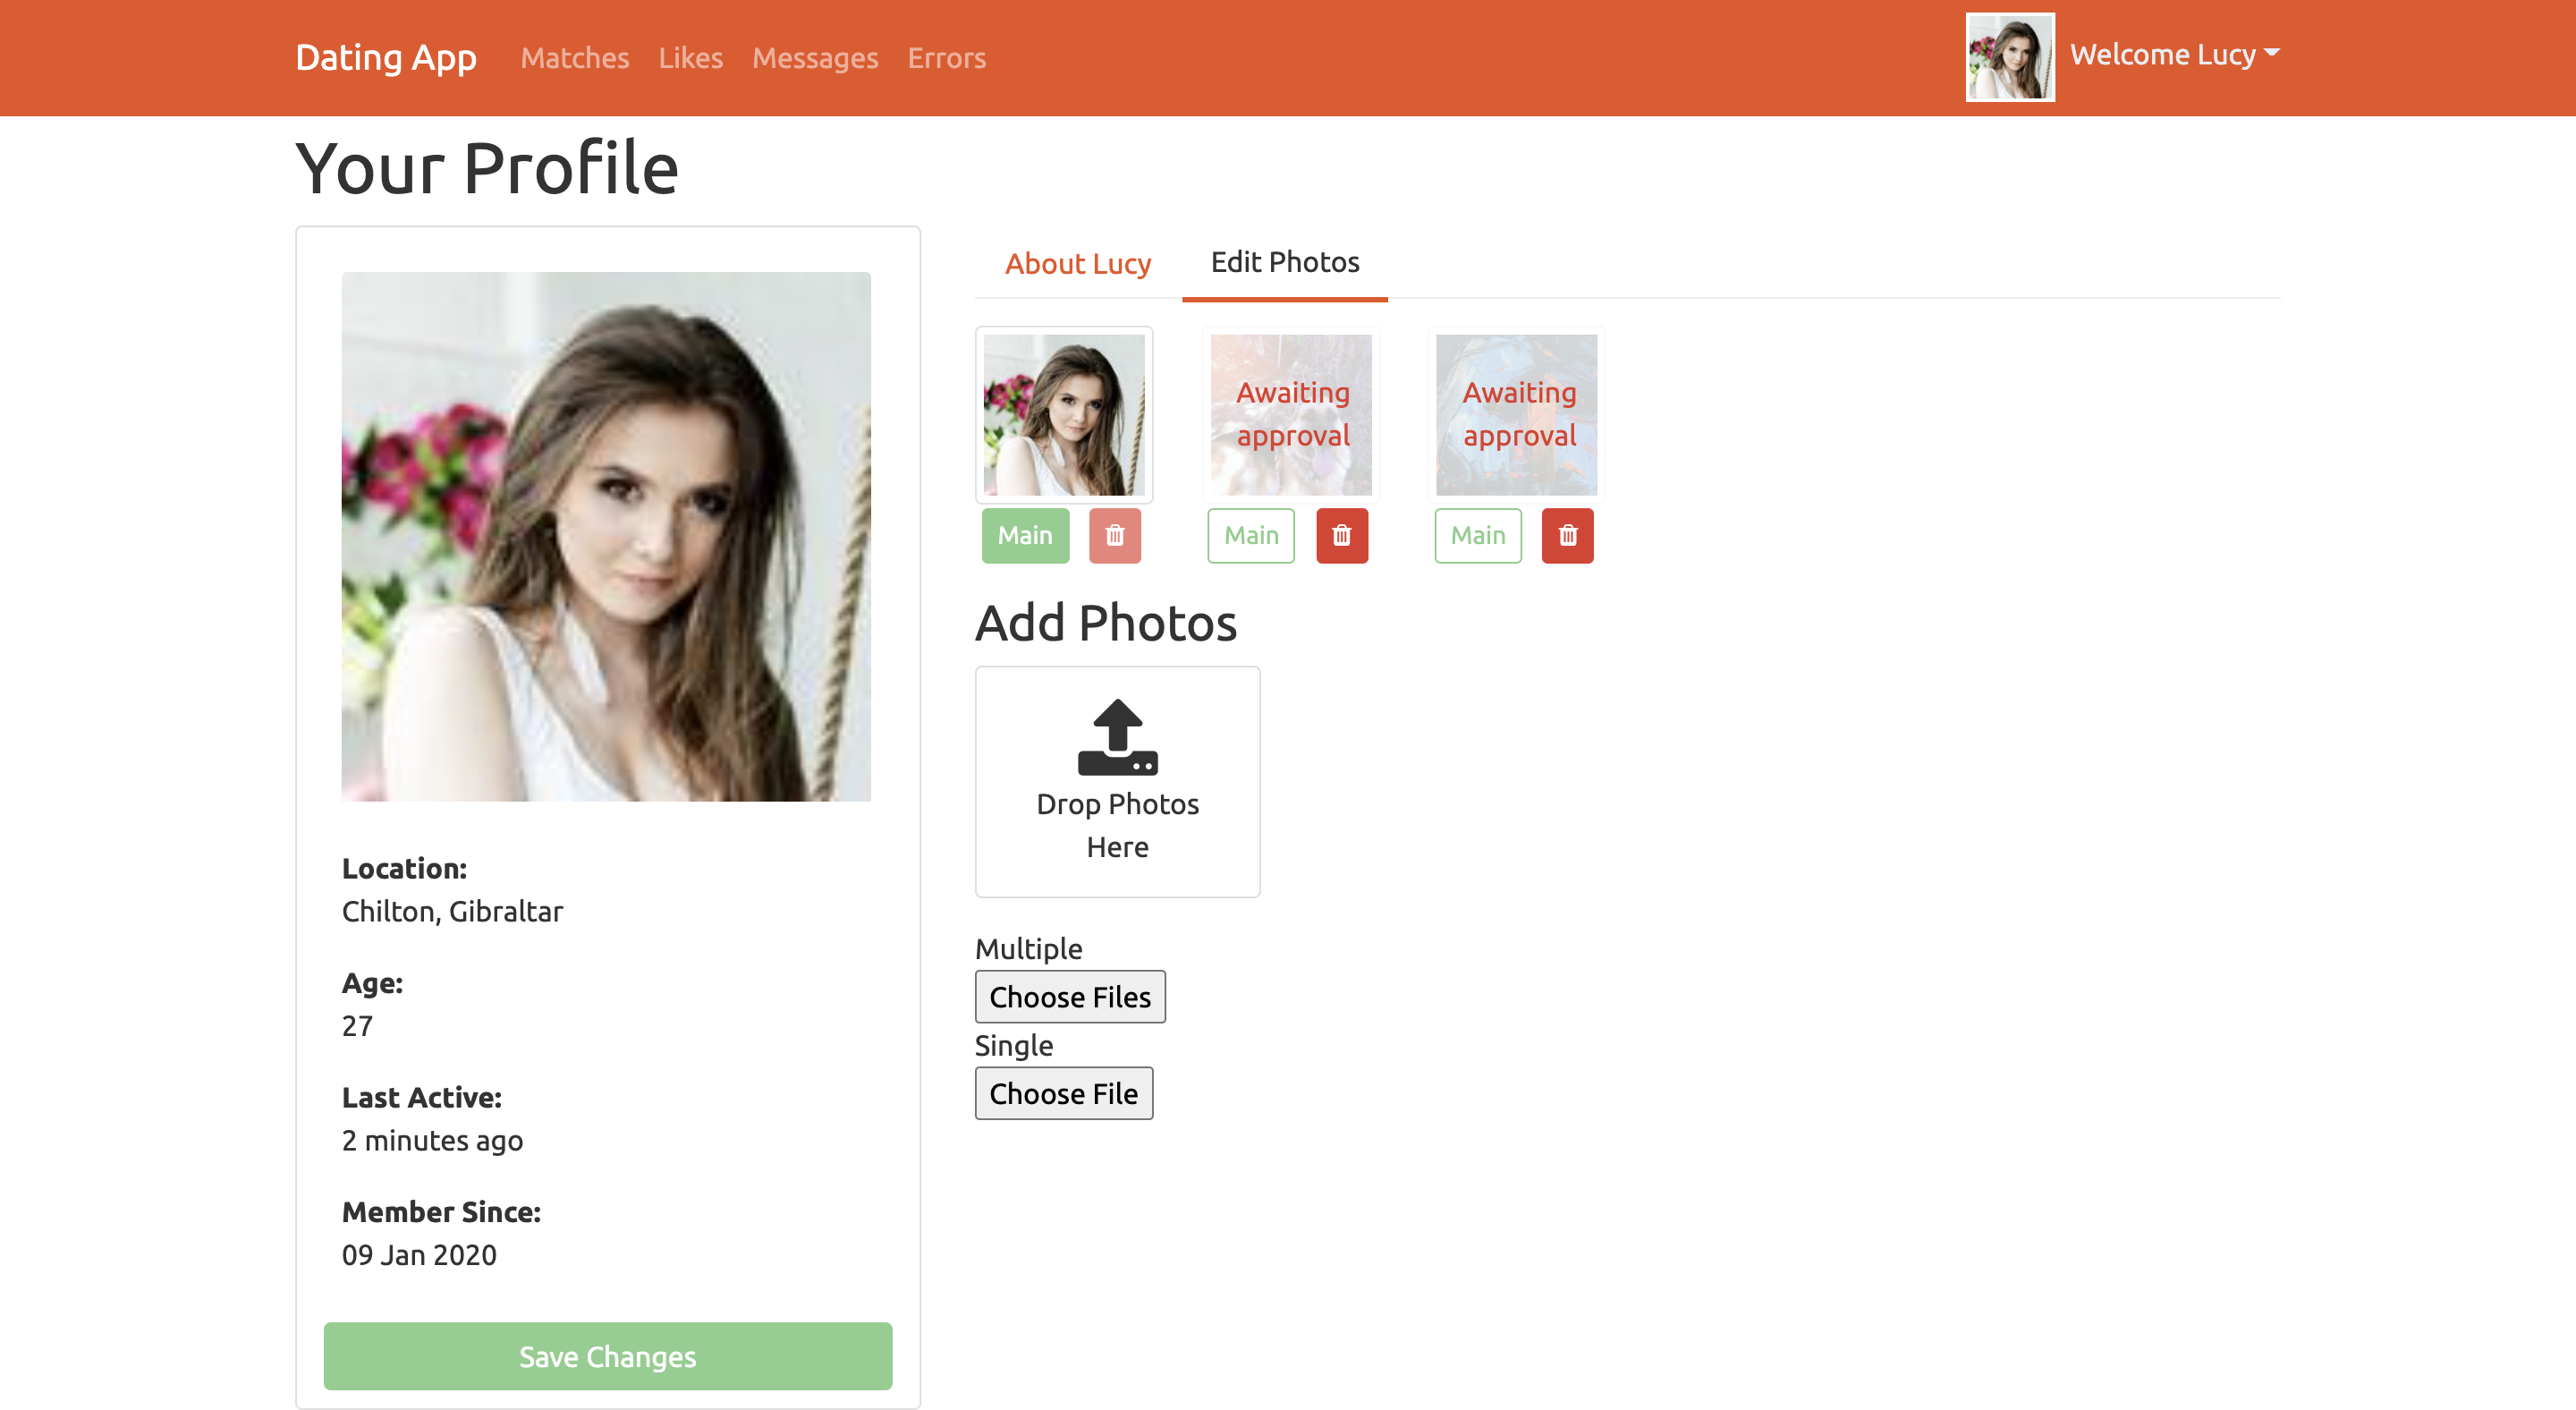 Dating App Matches Likes Messages Errors Welcome Lucy
Your Profile
About Lucy Edit Photos
Awaiting
approval
Awaiting
approval
Main Main Main
Add Photos
Drop Photos
Here
Multiple
Choose Files
Single
Choose File
Location:
Chilton, Gibraltar
Age:
27
Last Active:
2 minutes ago
Member Since:
09 Jan 2020
Save Changes